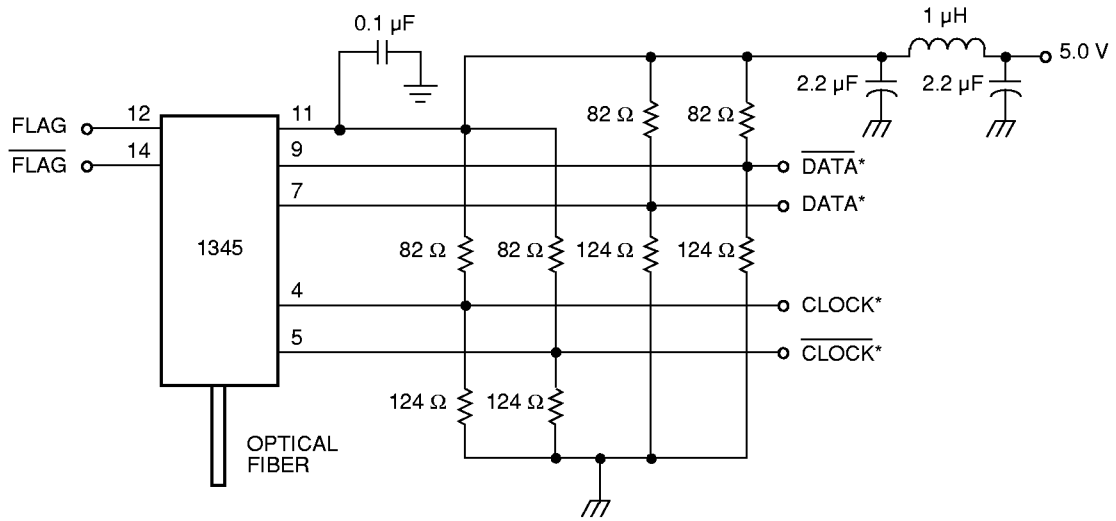 0.1 µF
1 µH
5.0 V
2.2 µF 2.2 µF
82 Ω 82 Ω
FLAG 12 11
FLAG 14 9 DATA*
7 DATA*
1345
82 Ω 82 Ω 124 Ω 124 Ω
4 CLOCK*
5 CLOCK*
124 Ω 124 Ω
OPTICAL
FIBER